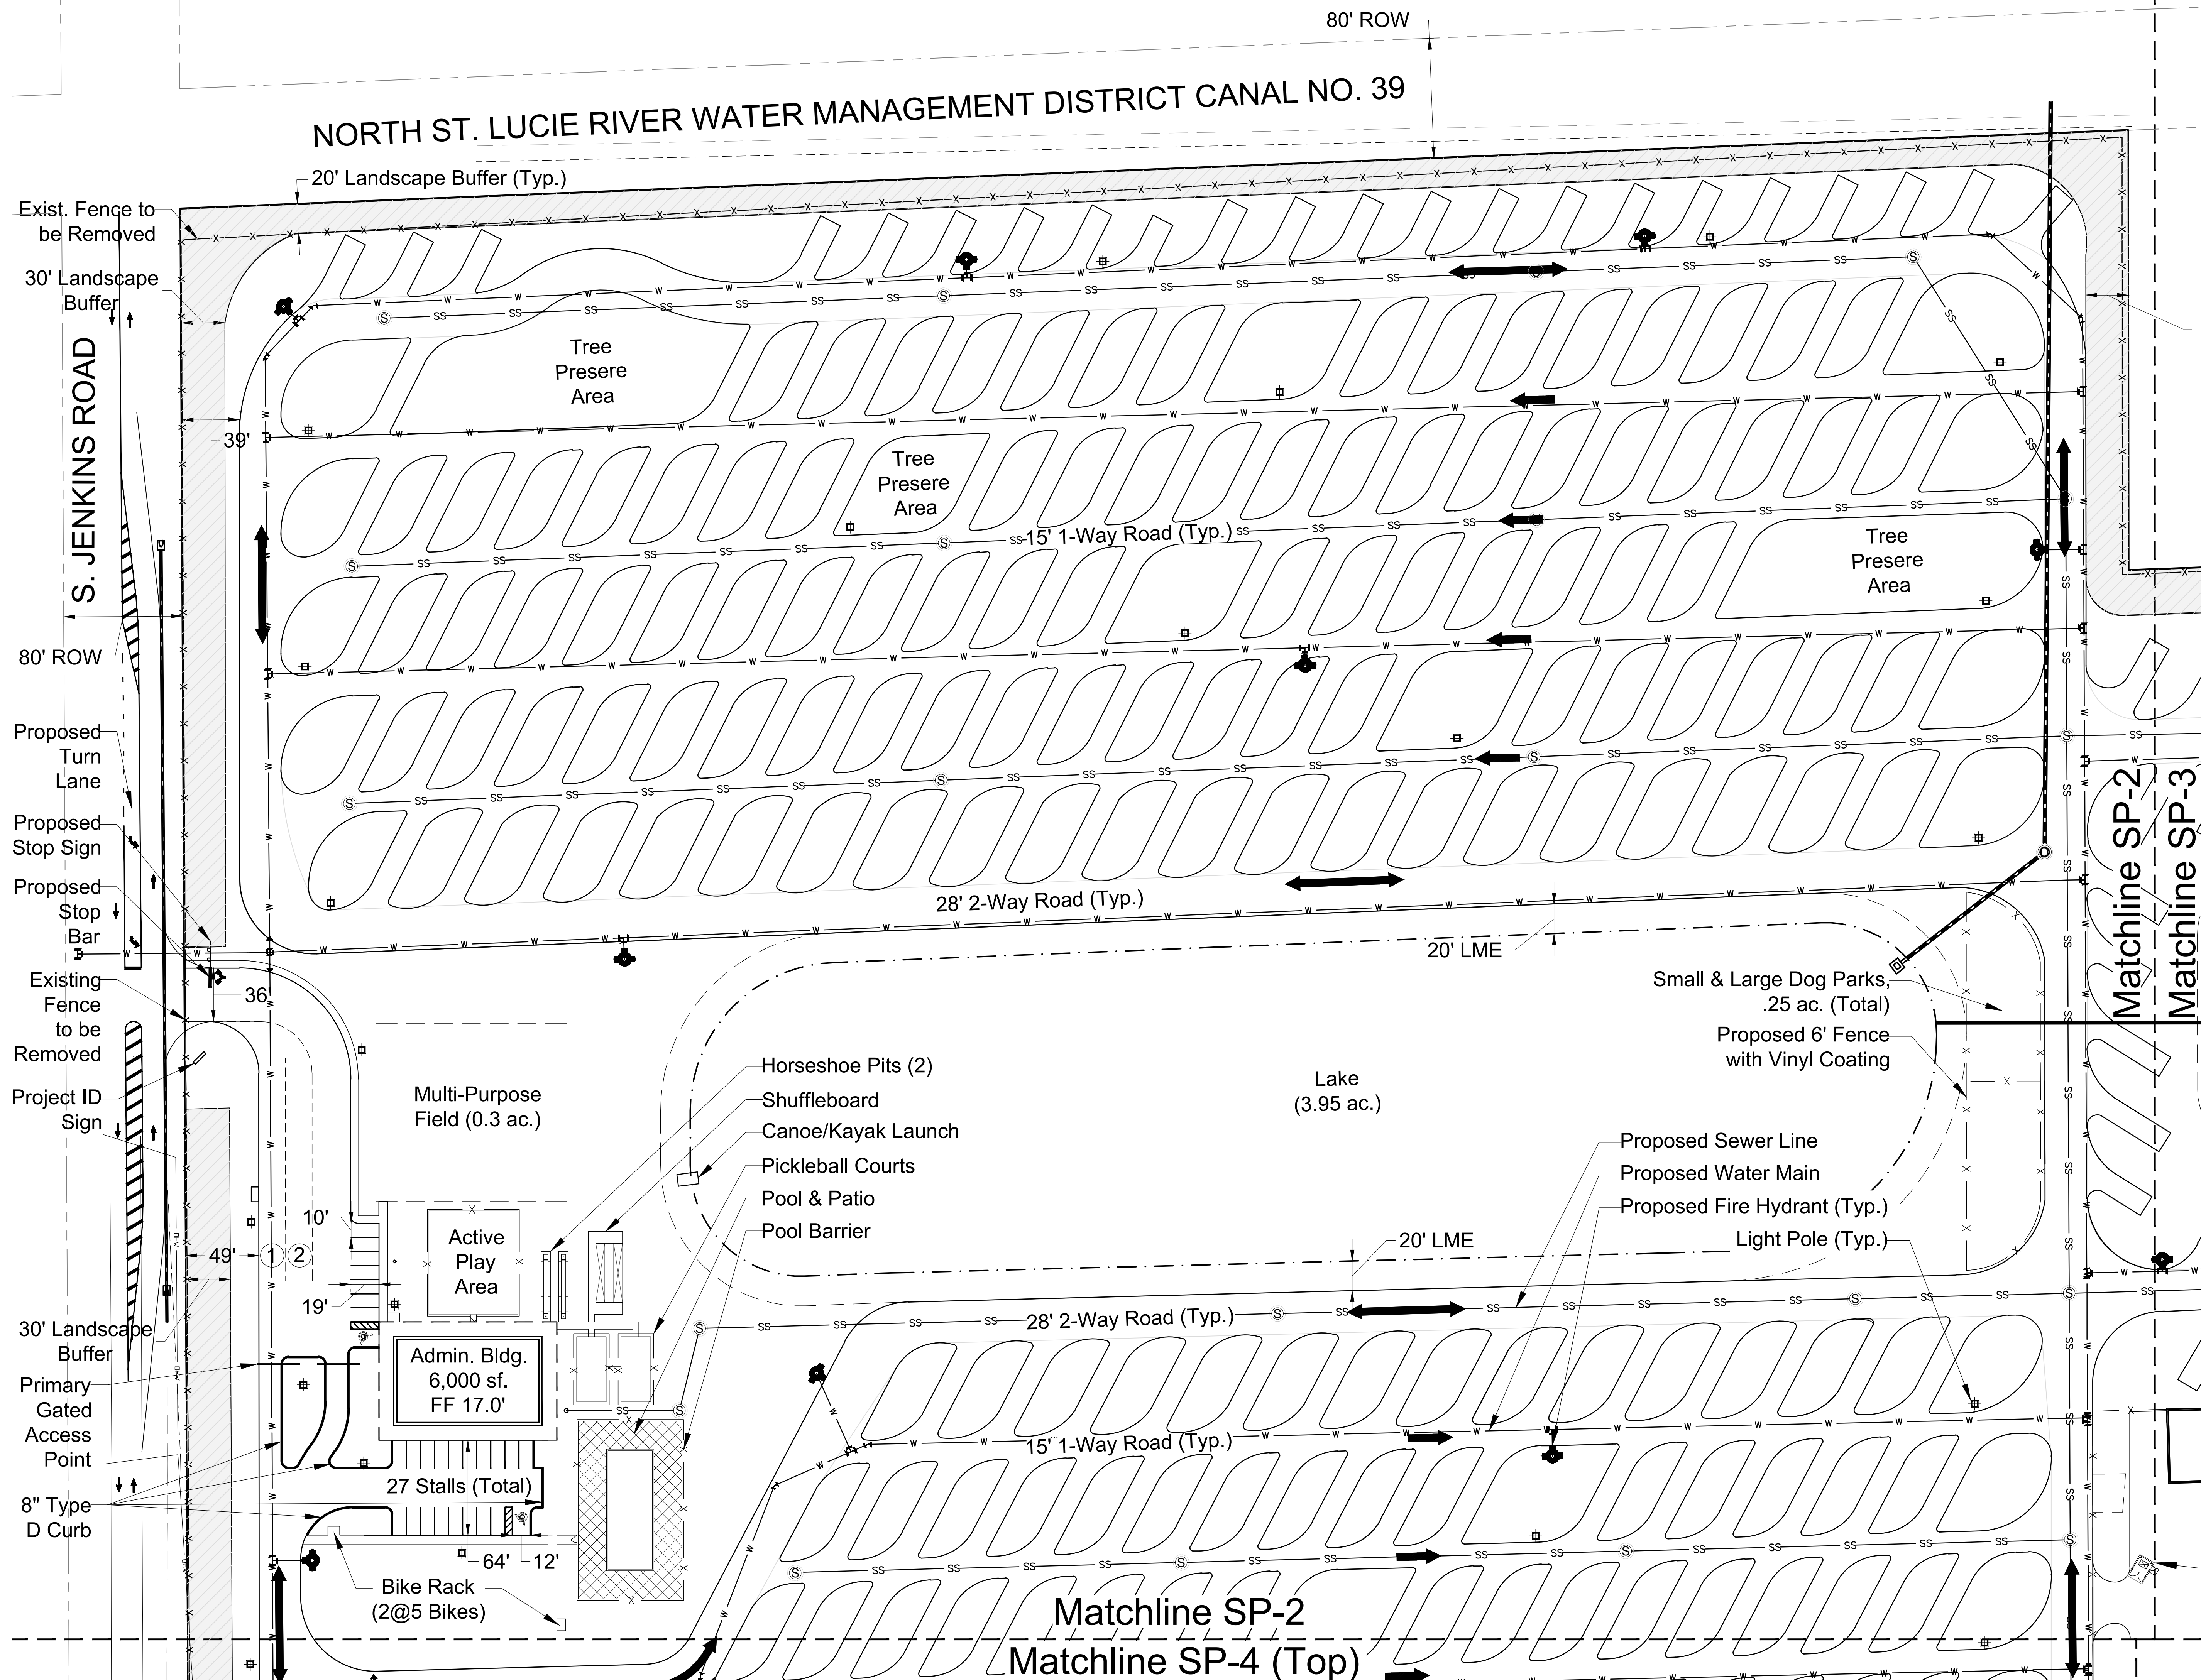 80' ROW
NORTH ST. LUCIE RIVER WATER MANAGEMENT DISTRICT CANAL NO. 39
20' Landscape Buffer (Typ.)
Exist. Fence to
be Removed
30' Landscape
Buffer
S. JENKINS ROAD
39'
Tree
Presere
Area
Tree
Presere
Area
15' 1-Way Road (Typ.)
Tree
Presere
Area
80' ROW
Proposed
Turn
Lane
Proposed
Stop Sign
Proposed
Stop
Bar
28' 2-Way Road (Typ.)
20' LME
Matchline SP-2
Matchline SP-3
Existing
Fence
to be
Removed
36'
Small & Large Dog Parks,
.25 ac. (Total)
Proposed 6' Fence
with Vinyl Coating
Project ID
Sign
Multi-Purpose
Field (0.3 ac.)
Horseshoe Pits (2)
Shuffleboard
Canoe/Kayak Launch
Pickleball Courts
Pool & Patio
Pool Barrier
Lake
(3.95 ac.)
Proposed Sewer Line
Proposed Water Main
Proposed Fire Hydrant (Typ.)
Light Pole (Typ.)
10'
49'
1 2
19'
Active
Play
Area
20' LME
28' 2-Way Road (Typ.)
30' Landscape
Buffer
Primary
Gated
Access
Point
Admin. Bldg.
6,000 sf.
FF 17.0'
15' 1-Way Road (Typ.)
27 Stalls (Total)
8" Type
D Curb
64'
12'
Bike Rack
(2@5 Bikes)
Matchline SP-2
Matchline SP-4 (Top)